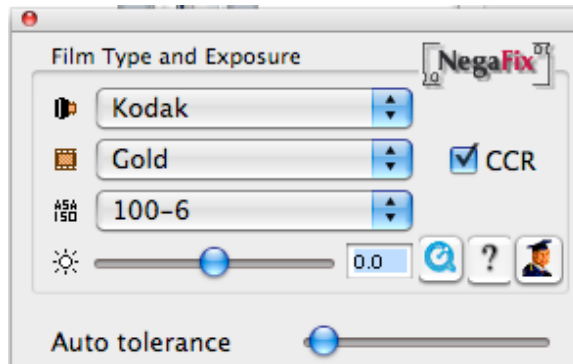 Film Type and Exposure
NegaFix
Kodak
Gold
CCR
ASA
ISO
100-6
0.0
?
Auto tolerance